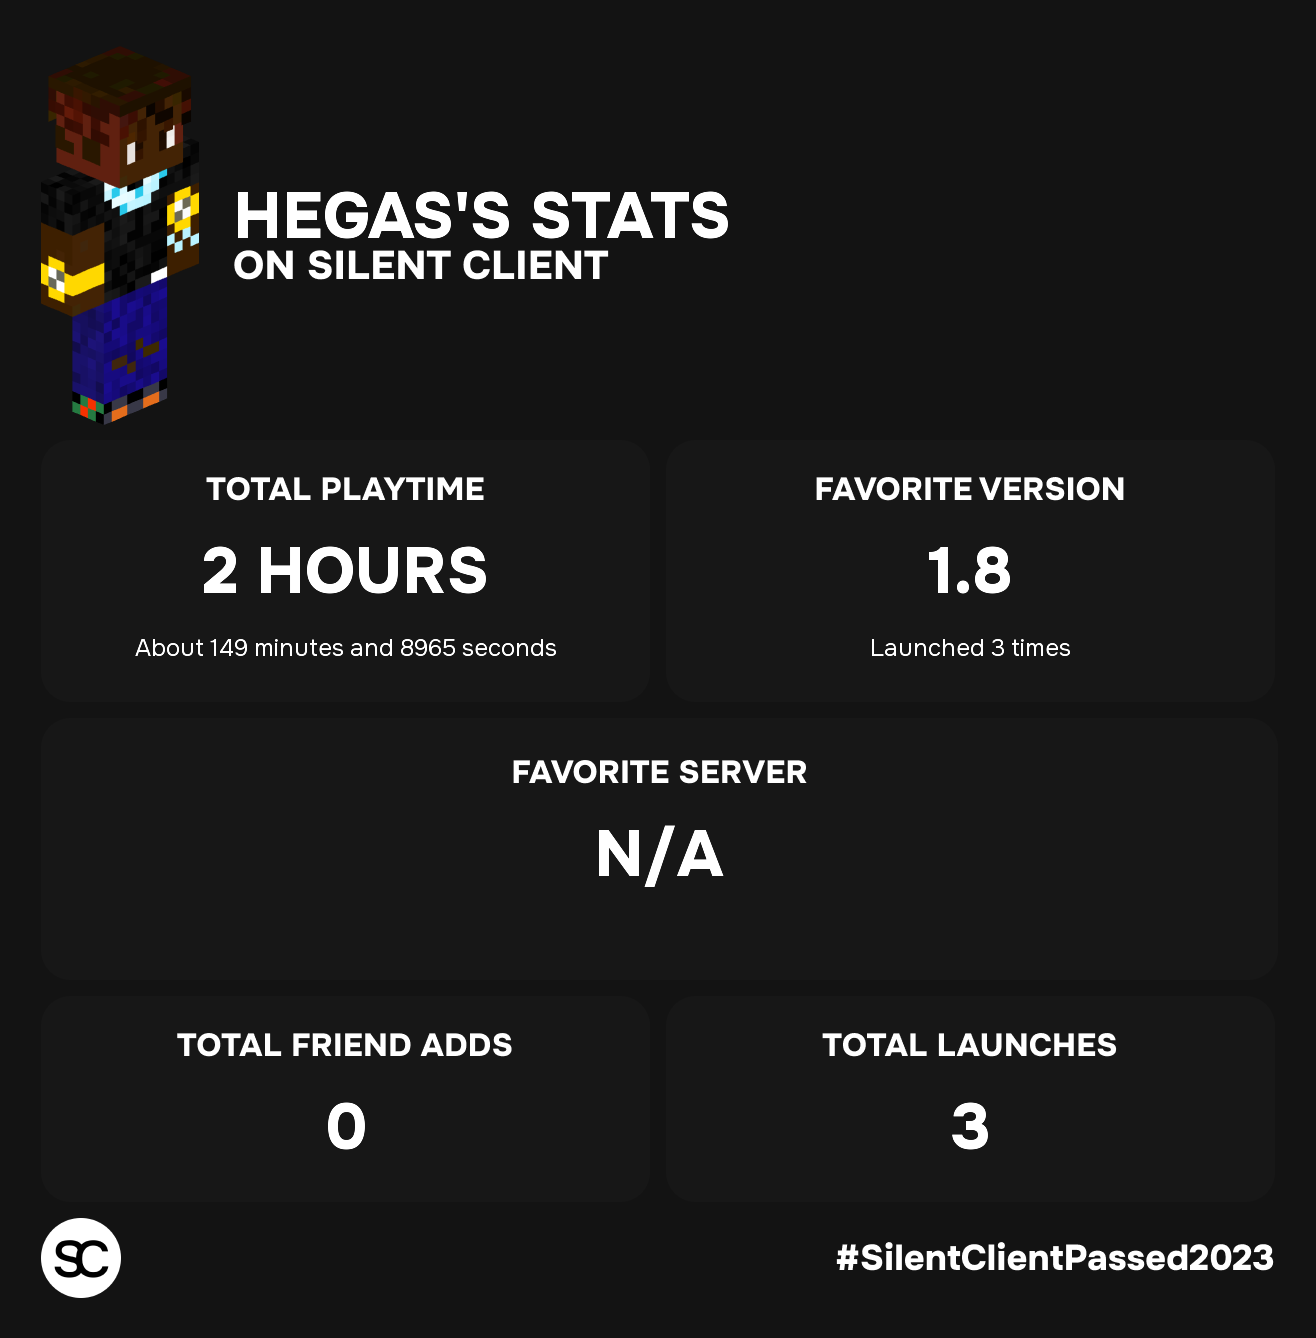 HEGAS'S STATS
ON SILENT CLIENT
TOTAL PLAYTIME
2 HOURS
About 149 minutes and 8965 seconds
FAVORITE VERSION
1.8
Launched 3 times
FAVORITE SERVER
N/A
TOTAL FRIEND ADDS
0
TOTAL LAUNCHES
3
SC
#SilentClientPassed2023